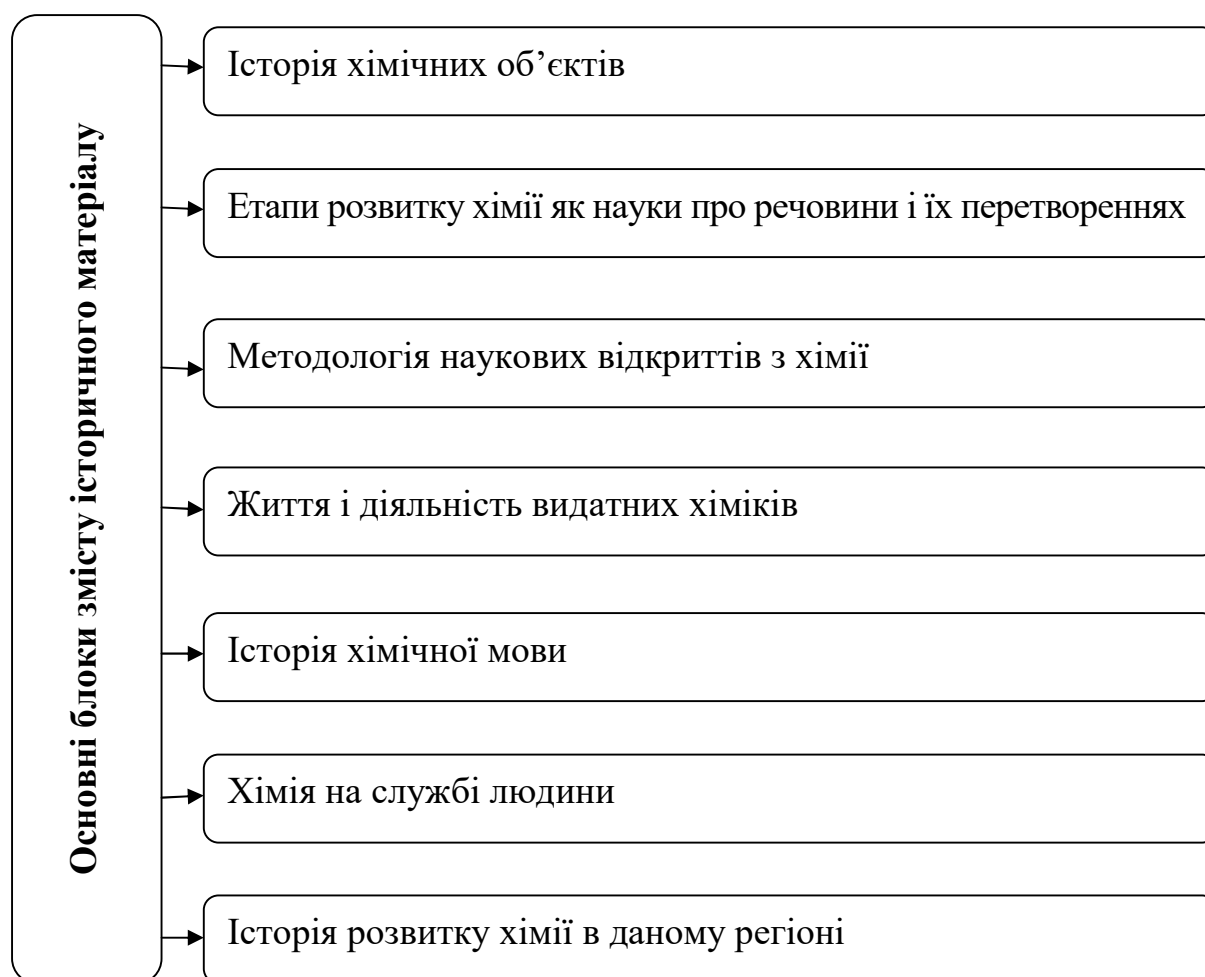 Основні блоки змісту історичного матеріалу
Історія хімічних об’єктів
Етапи розвитку хімії як науки про речовини і їх перетвореннях
Методологія наукових відкриттів з хімії
Життя і діяльність видатних хіміків
Історія хімічної мови
Хімія на службі людини
Історія розвитку хімії в даному регіоні